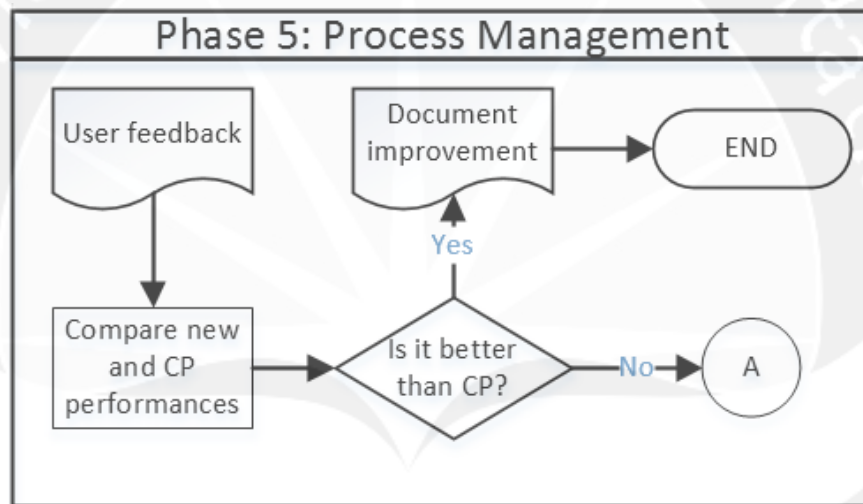 Phase 5: Process Management
User feedback
Document
improvement
END
Yes
Compare new
and CP
performances
Is it better
than CP?
No
A